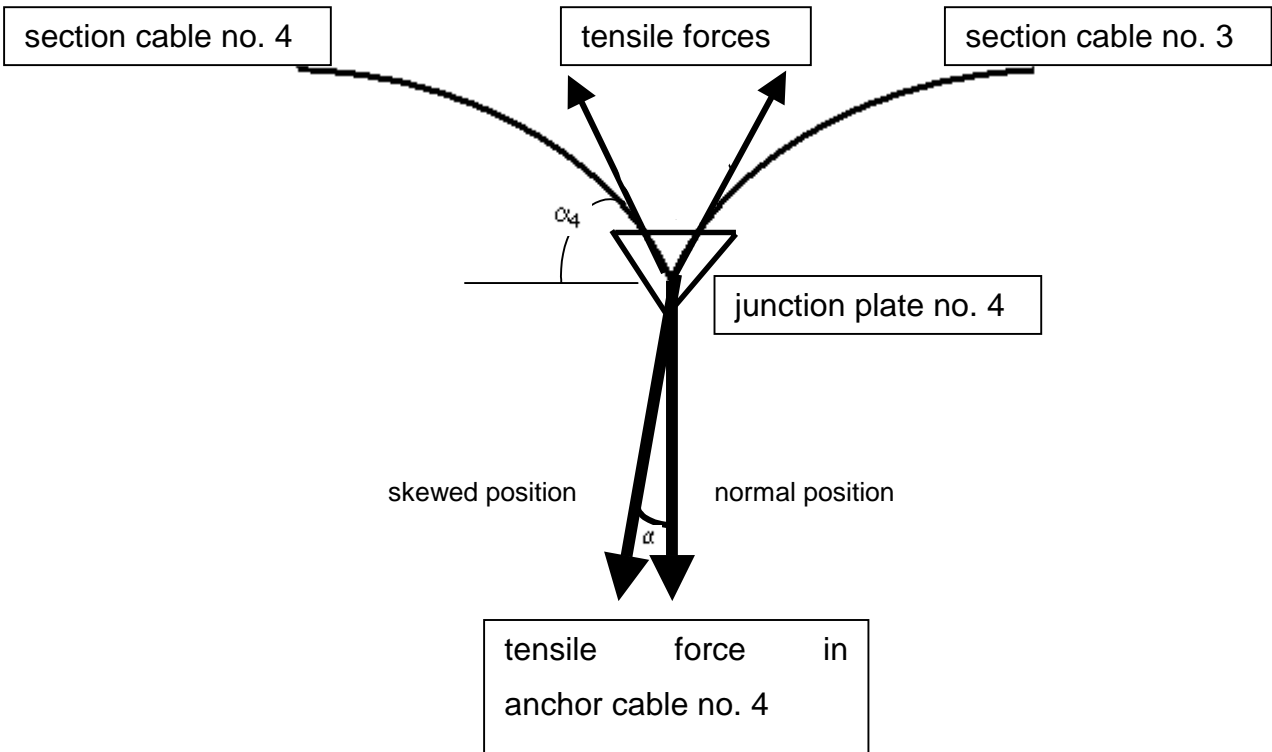 section cable no. 4
tensile forces
section cable no. 3
α4
junction plate no. 4
skewed position
normal position
α
tensile force in
anchor cable no. 4